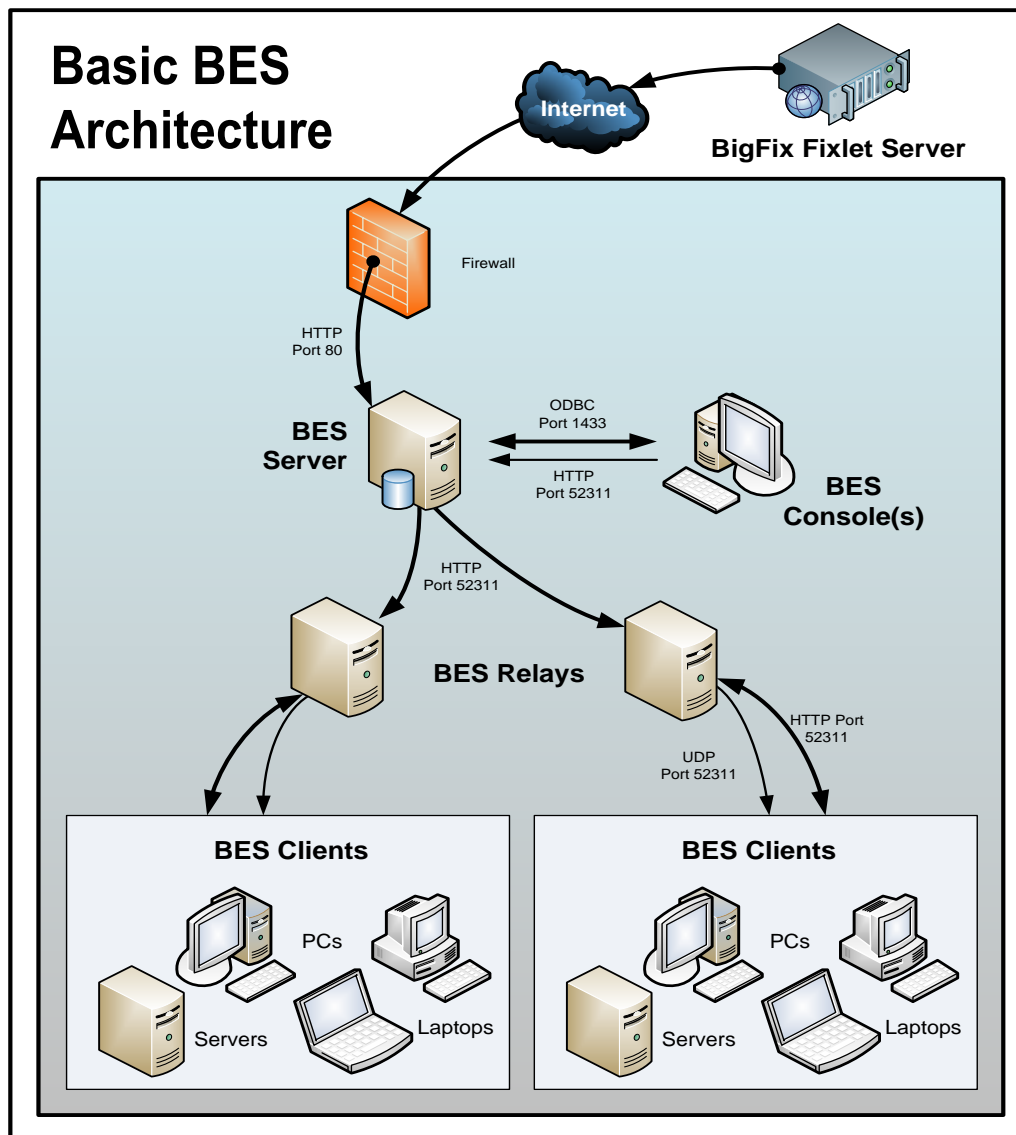 Basic BES
Architecture
Internet
BigFix Fixlet Server
Firewall
HTTP
Port 80
BES
Server
ODBC
Port 1433
HTTP
Port 52311
BES
Console(s)
HTTP
Port 52311
BES Relays
HTTP Port
52311
UDP
Port 52311
BES Clients
PCs
Servers
Laptops
BES Clients
PCs
Servers
Laptops